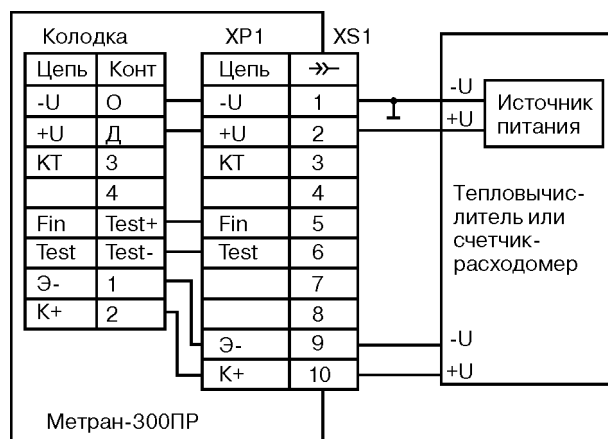 Колодка XP1 XS1
Цепь Конт Цепь
-U О -U 1 -U
+U Д +U 2 +U
КТ 3 КТ 3
4 4
Fin Test+ Fin 5
Test Test- Test 6
Э- 1 7
К+ 2 8
Э- 9 -U
К+ 10 +U
Источник
питания
Тепловычис-
литель или
счетчик-
расходомер
Метран-300ПР